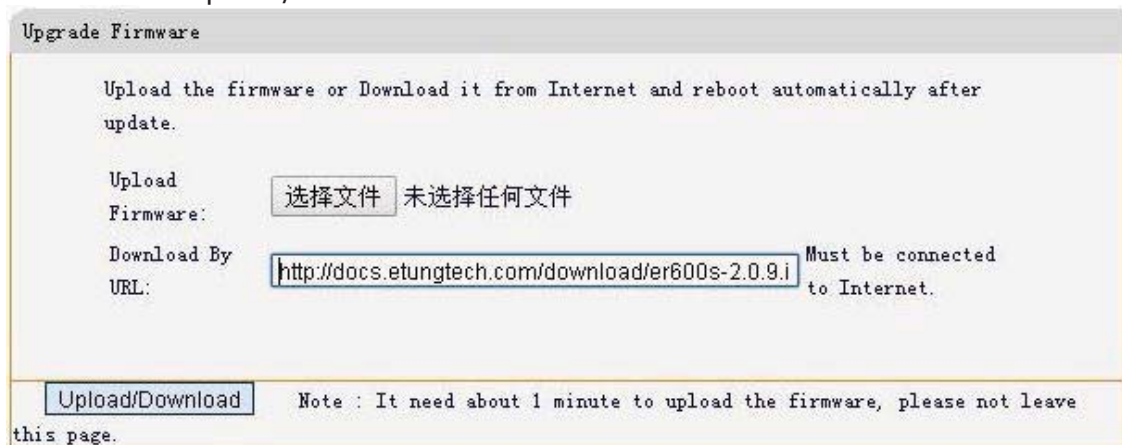 Upgrade Firmware
Upload the firmware or Download it from Internet and reboot automatically after
update.
Upload
Firmware:
选择文件 未选择任何文件
Download By
URL:
http://docs.etungtech.com/download/er600s-2.0.9.i
Must be connected
to Internet.
Upload/Download Note : It need about 1 minute to upload the firmware, please not leave
this page.